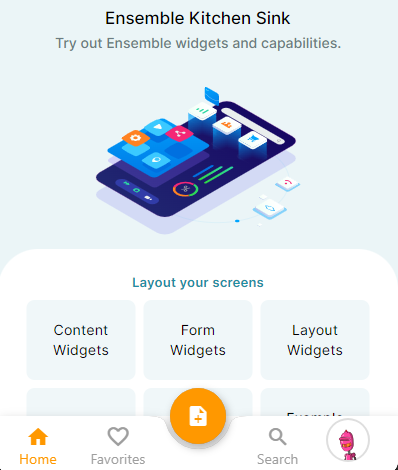 Ensemble Kitchen Sink
Try out Ensemble widgets and capabilities.
Layout your screens
Content
Widgets
Form
Widgets
Layout
Widgets
Example
Home
Favorites
Search